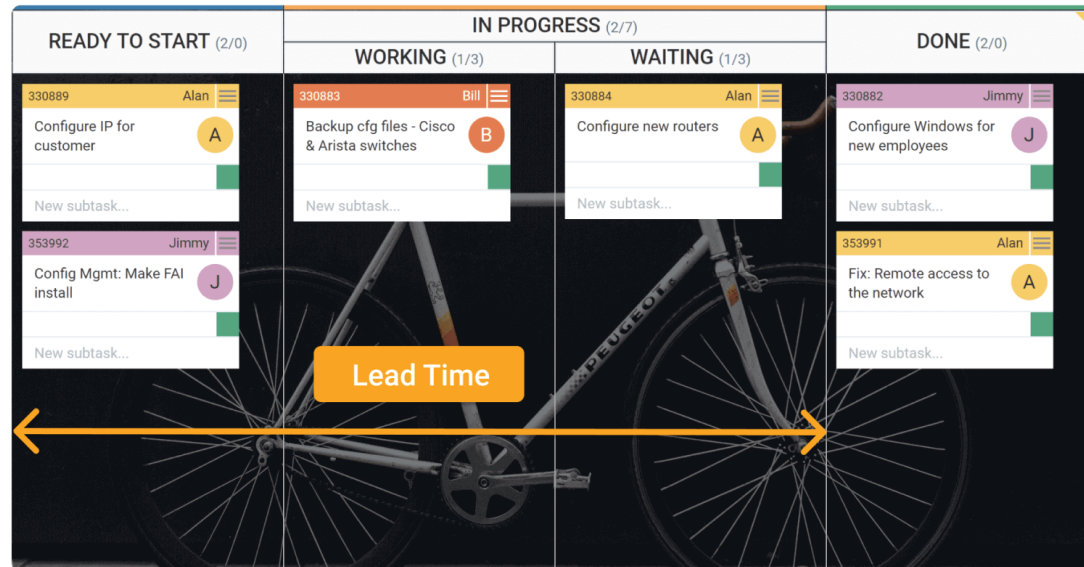 READY TO START (2/0)
IN PROGRESS (2/7)
WORKING (1/3)
WAITING (1/3)
DONE (2/0)
330889 Alan
Configure IP for
customer
A
New subtask...
353992 Jimmy
Config Mgmt: Make FAI
install
J
New subtask...
330883 Bill
Backup cfg files - Cisco
& Arista switches
B
New subtask...
330884 Alan
Configure new routers
A
New subtask...
330882 Jimmy
Configure Windows for
new employees
J
New subtask...
353991 Alan
Fix: Remote access to
the network
A
New subtask...
Lead Time
PEUGEOT